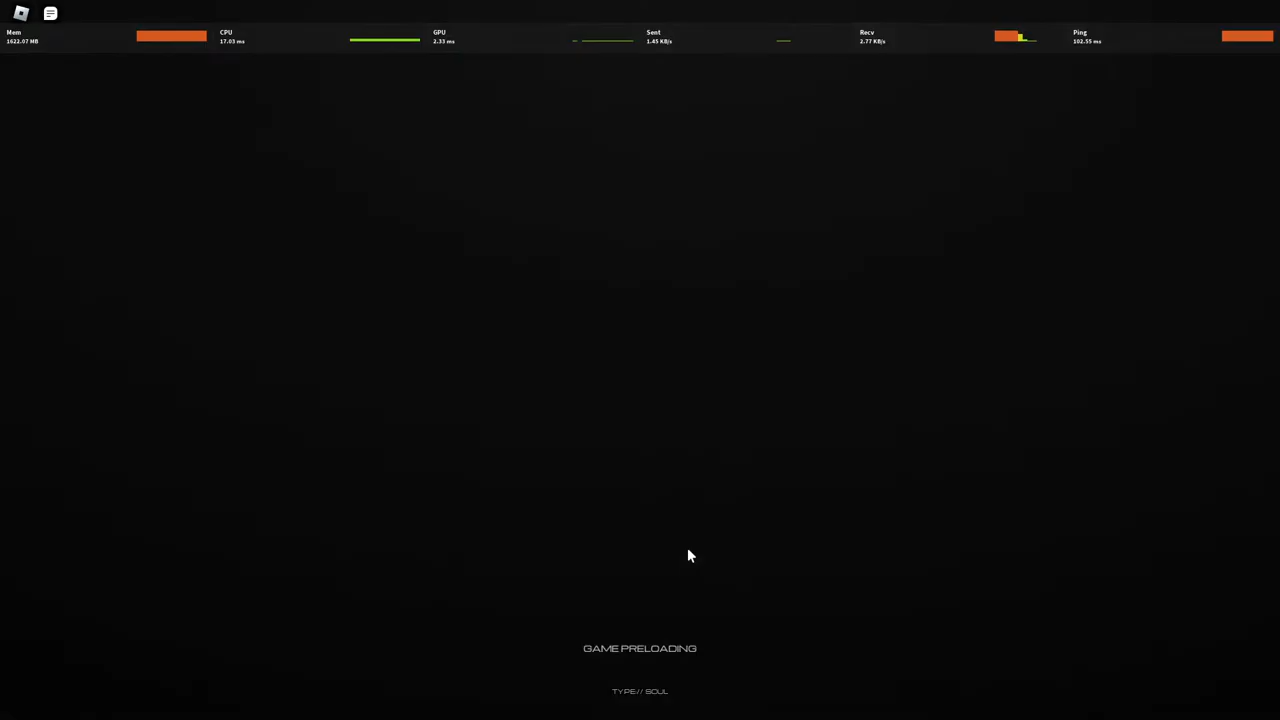 Mem CPU GPU Sent Recv Ping
1622.07 MB 17.03 ms 2.33 ms 1.45 KB/s 2.77 KB/s 102.55 ms
GAME PRELOADING
TYPE// SOUL